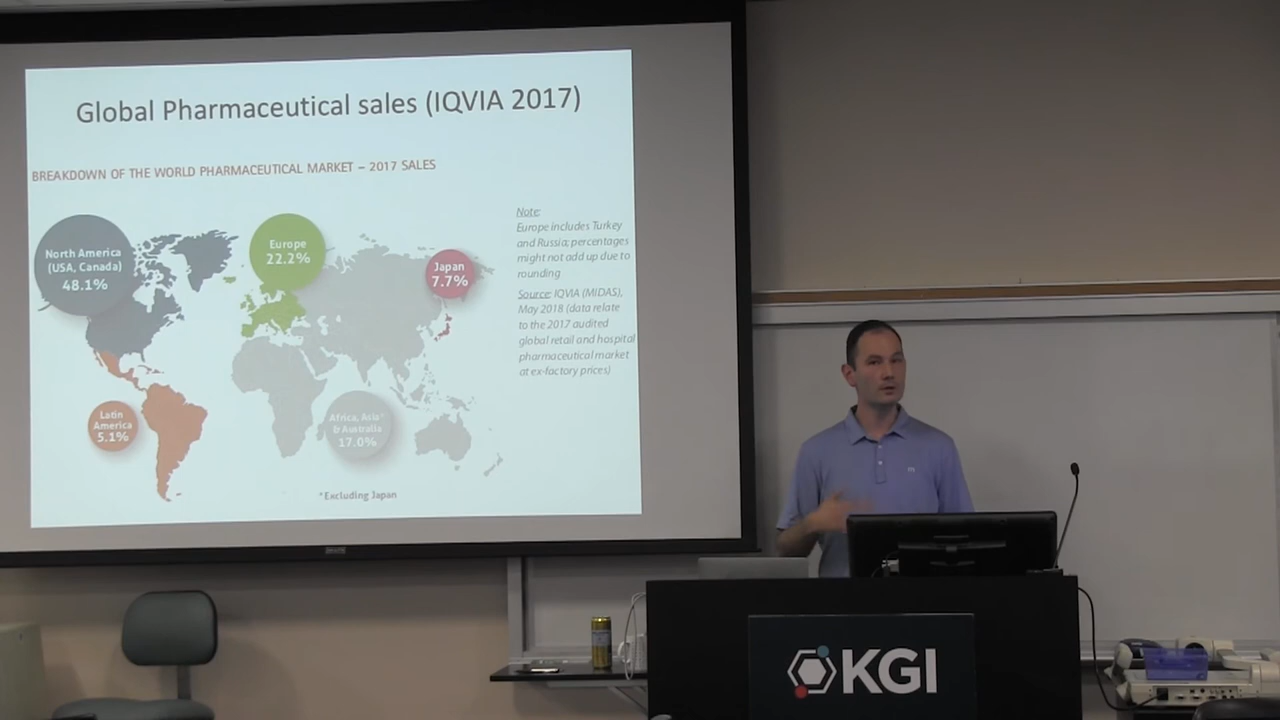 Global Pharmaceutical sales (IQVIA 2017)
BREAKDOWN OF THE WORLD PHARMACEUTICAL MARKET – 2017 SALES
North America
(USA, Canada)
48.1%
Europe
22.2%
Japan
7.7%
Latin
America
5.1%
Africa, Asia*
& Australia
17.0%
*Excluding Japan
Note:
Europe includes Turkey
and Russia; percentages
might not add up due to
rounding
Source: IQVIA (MIDAS),
May 2018 (data relate
to the 2017 audited
global retail and hospital
pharmaceutical market
at ex-factory prices)
KGI